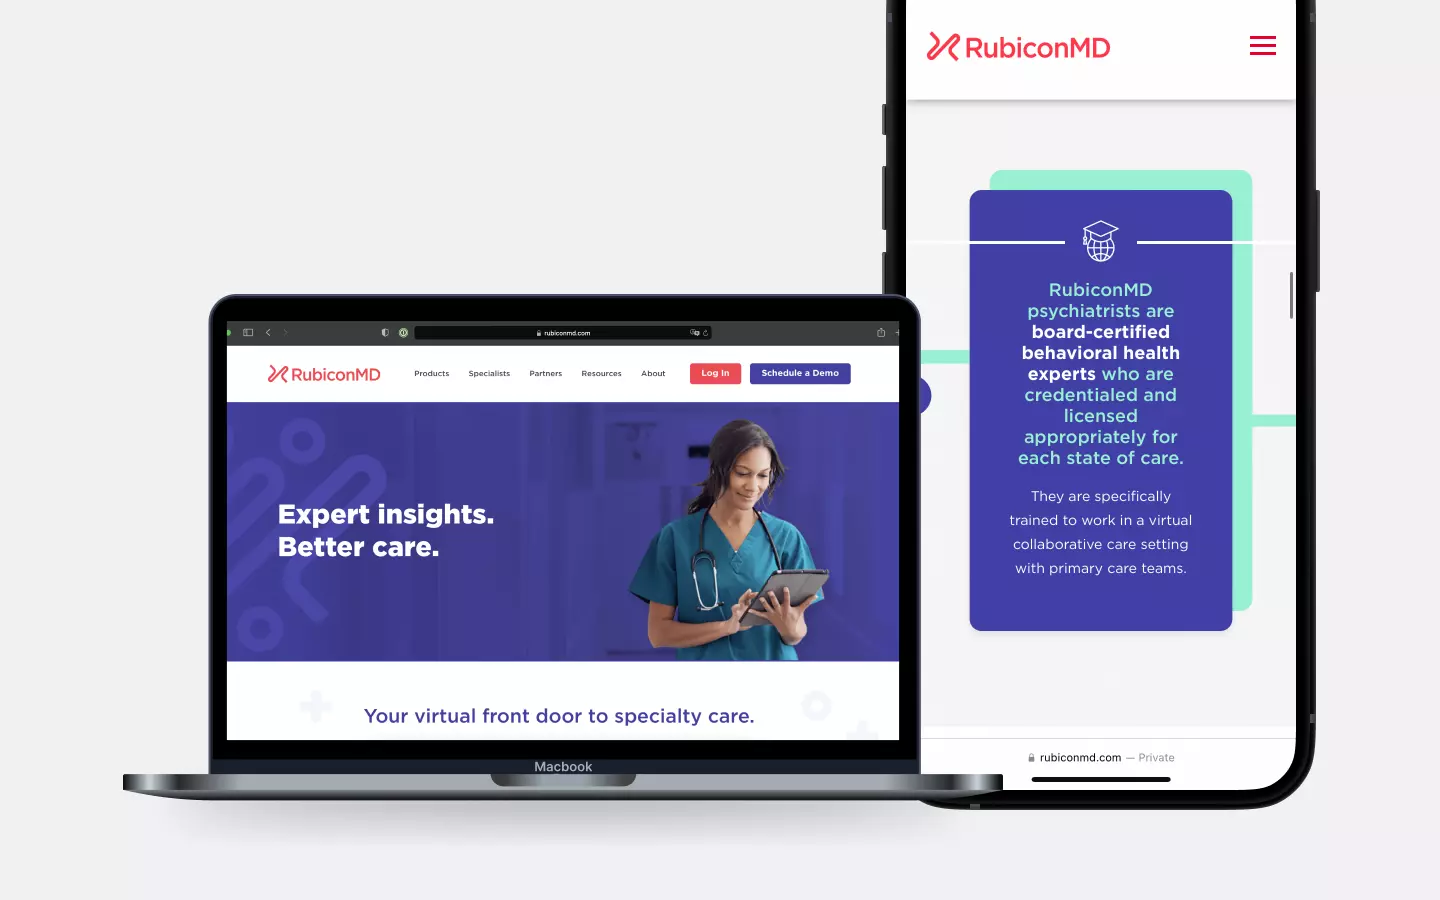 RubiconMD
rubiconmd.com
RubiconMD
Products
Specialists
Partners
Resources
About
Log In
Schedule a Demo
Expert insights.
Better care.
Your virtual front door to specialty care.
Macbook
RubiconMD
psychiatrists are
board-certified
behavioral health
experts who are
credentialed and
licensed
appropriately for
each state of care.
They are specifically
trained to work in a virtual
collaborative care setting
with primary care teams.
rubiconmd.com — Private